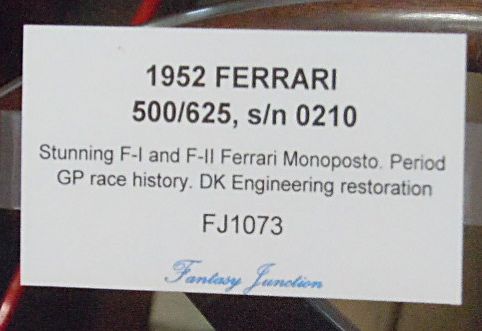 1952 FERRARI
500/625, s/n 0210
Stunning F-I and F-II Ferrari Monoposto. Period
GP race history. DK Engineering restoration
FJ1073
Fantasy Junction